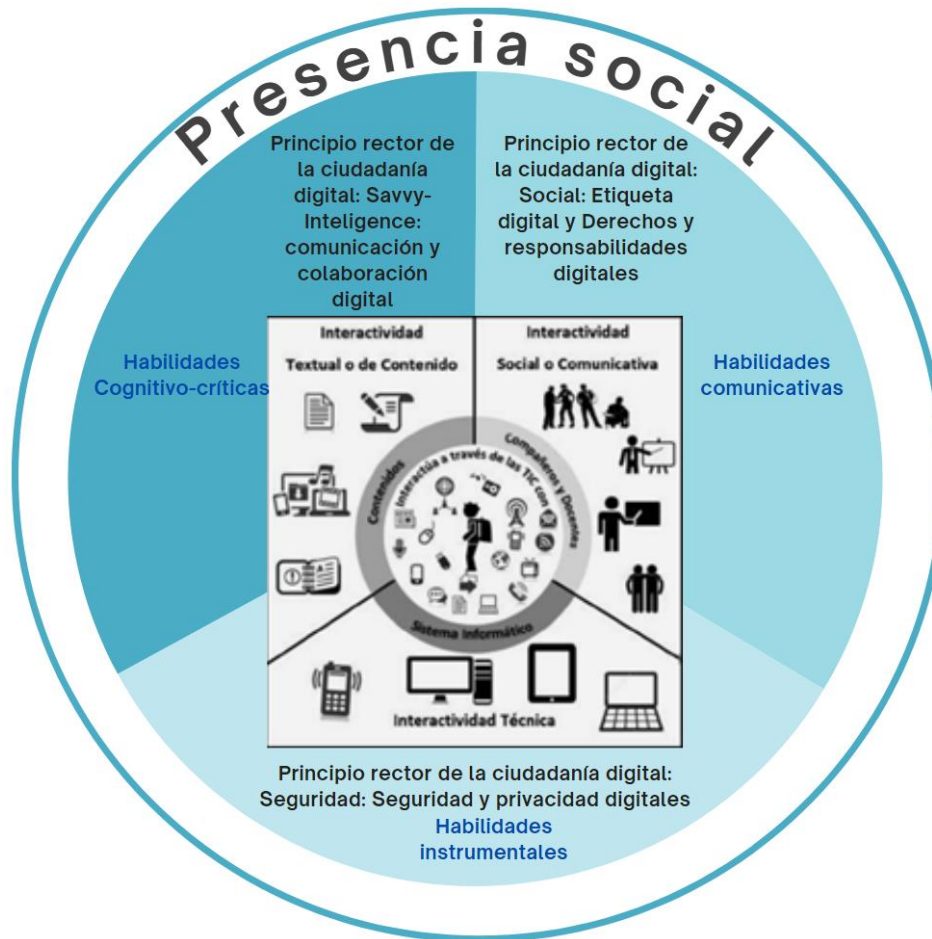 Presencia social
Principio rector de
la ciudadanía
digital: Savvy-
Inteligence:
comunicación y
colaboración
digital
Principio rector de
la ciudadanía digital:
Social: Etiqueta
digital y Derechos y
responsabilidades
digitales
Habilidades
Cognitivo-críticas
Habilidades
comunicativas
Interactividad
Textual o de Contenido
Interactividad
Social o Comunicativa
Contenidos
Compañeros y Docentes
Interactúa a través de las TIC con
Sistema Informático
Interactividad Técnica
Principio rector de la ciudadanía digital:
Seguridad: Seguridad y privacidad digitales
Habilidades
instrumentales